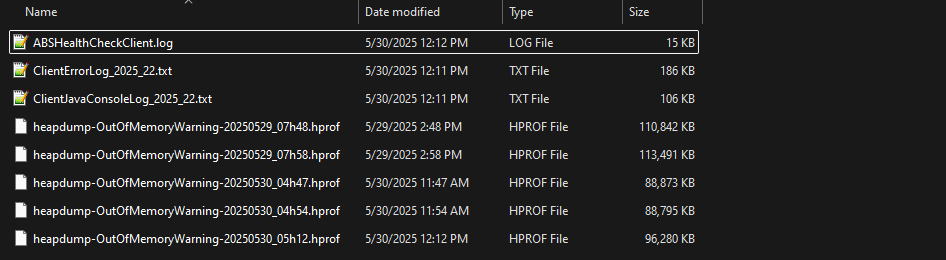 Name Date modified Type Size
ABSHealthCheckClient.log 5/30/2025 12:12 PM LOG File 15 KB
ClientErrorLog_2025_22.txt 5/30/2025 12:11 PM TXT File 186 KB
ClientJavaConsoleLog_2025_22.txt 5/30/2025 12:11 PM TXT File 106 KB
heapdump-OutOfMemoryWarning-20250529_07h48.hprof 5/29/2025 2:48 PM HPROF File 110,842 KB
heapdump-OutOfMemoryWarning-20250529_07h58.hprof 5/29/2025 2:58 PM HPROF File 113,491 KB
heapdump-OutOfMemoryWarning-20250530_04h47.hprof 5/30/2025 11:47 AM HPROF File 88,873 KB
heapdump-OutOfMemoryWarning-20250530_04h54.hprof 5/30/2025 11:54 AM HPROF File 88,795 KB
heapdump-OutOfMemoryWarning-20250530_05h12.hprof 5/30/2025 12:12 PM HPROF File 96,280 KB